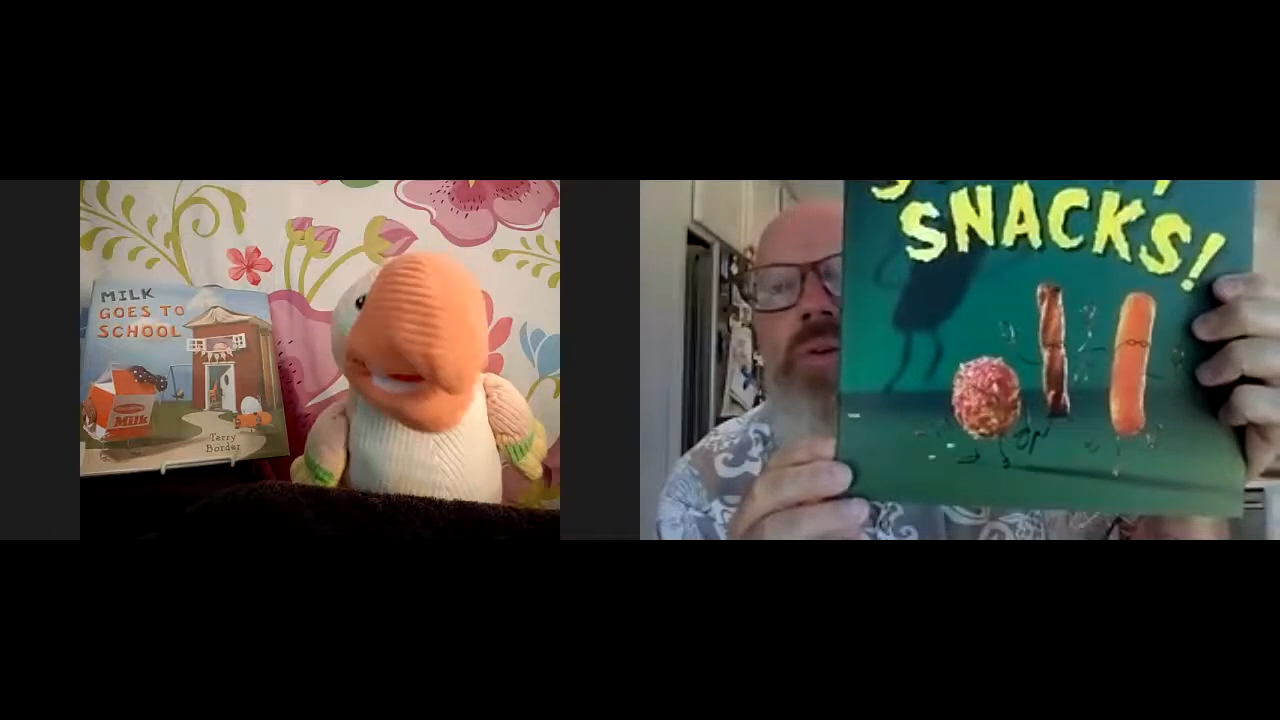 MILK
GOES TO
SCHOOL
Milk
Terry
Border
SNACKS!